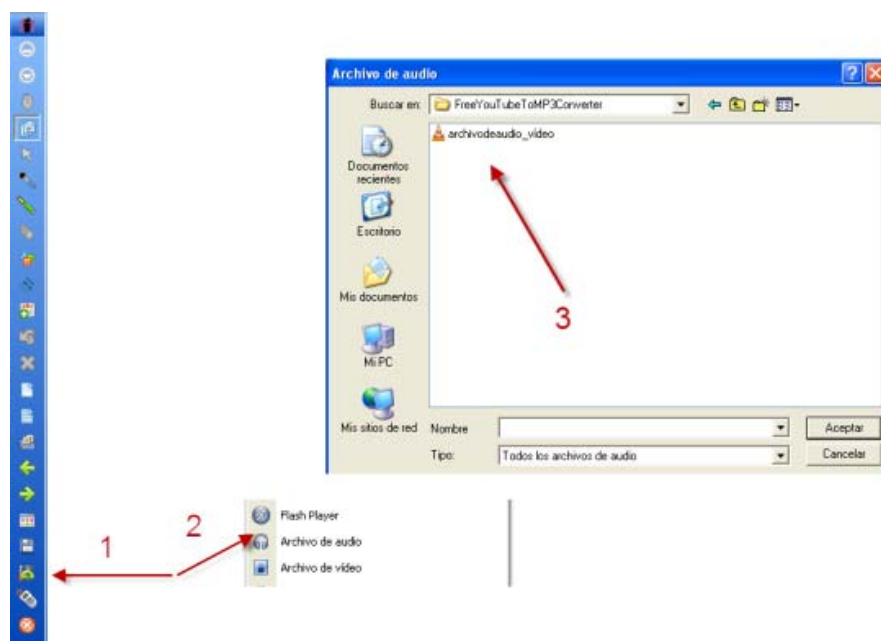 Archivo de audio
Buscar en: FreeYouTubeToMP3Converter
archivodeaudio_vídeo
Documentos
recientes
Escritorio
Mis documentos
Mi PC
Mis sitios de red
3
Nombre
Aceptar
Tipo: Todos los archivos de audio
Cancelar
1
2
Flash Player
Archivo de audio
Archivo de vídeo